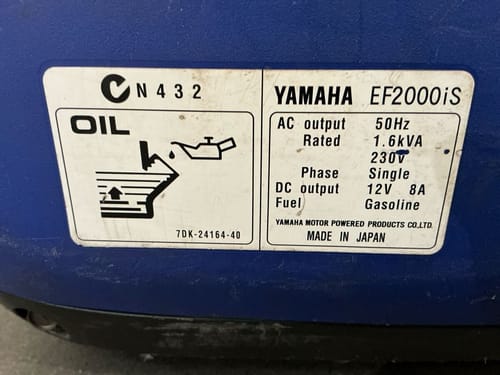 N432
OIL
7DK-24164-40
YAMAHA EF2000iS
AC output 50Hz
Rated 1.6kVA
230V
Phase Single
DC output 12V 8A
Fuel Gasoline
YAMAHA MOTOR POWERED PRODUCTS CO.,LTD.
MADE IN JAPAN